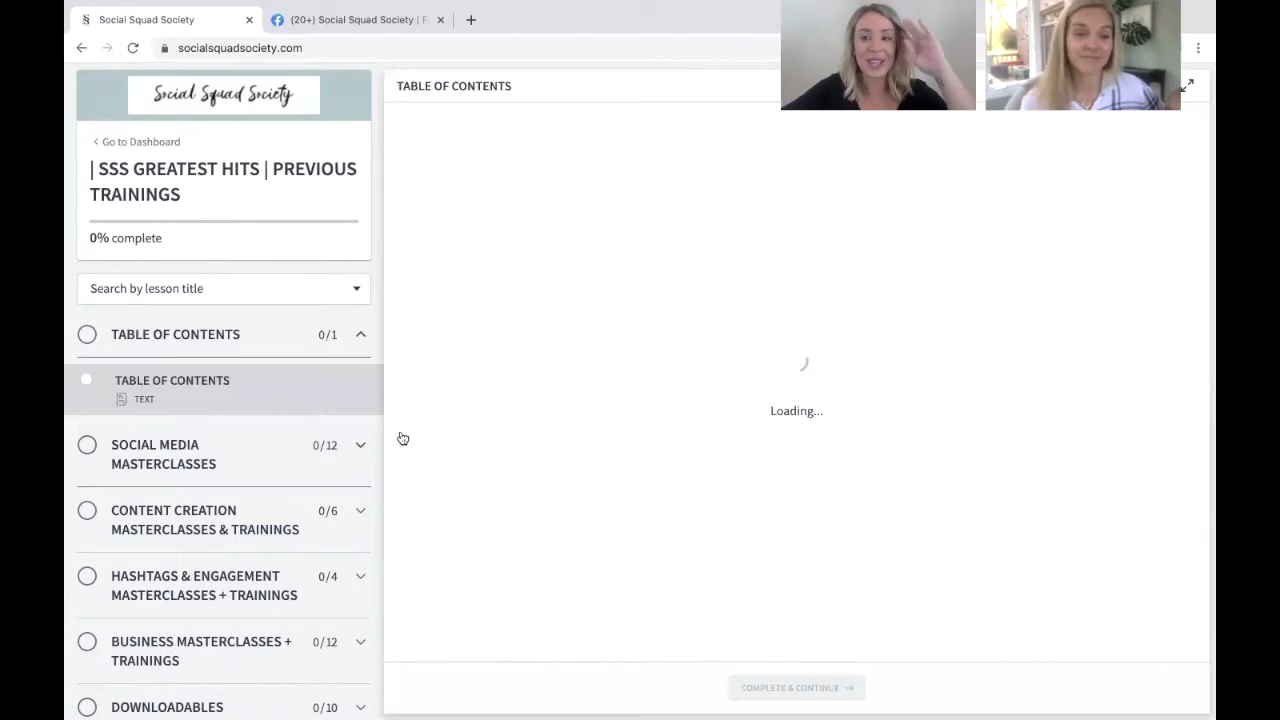 Social Squad Society
(20+) Social Squad Society | F
socialsquadsociety.com
Social Squad Society
Go to Dashboard
| SSS GREATEST HITS | PREVIOUS
TRAININGS
0% complete
Search by lesson title
TABLE OF CONTENTS 0/1
TABLE OF CONTENTS
TEXT
SOCIAL MEDIA 0/12
MASTERCLASSES
CONTENT CREATION 0/6
MASTERCLASSES & TRAININGS
HASHTAGS & ENGAGEMENT 0/4
MASTERCLASSES + TRAININGS
BUSINESS MASTERCLASSES + 0/12
TRAININGS
DOWNLOADABLES 0/10
TABLE OF CONTENTS
Loading...
COMPLETE & CONTINUE